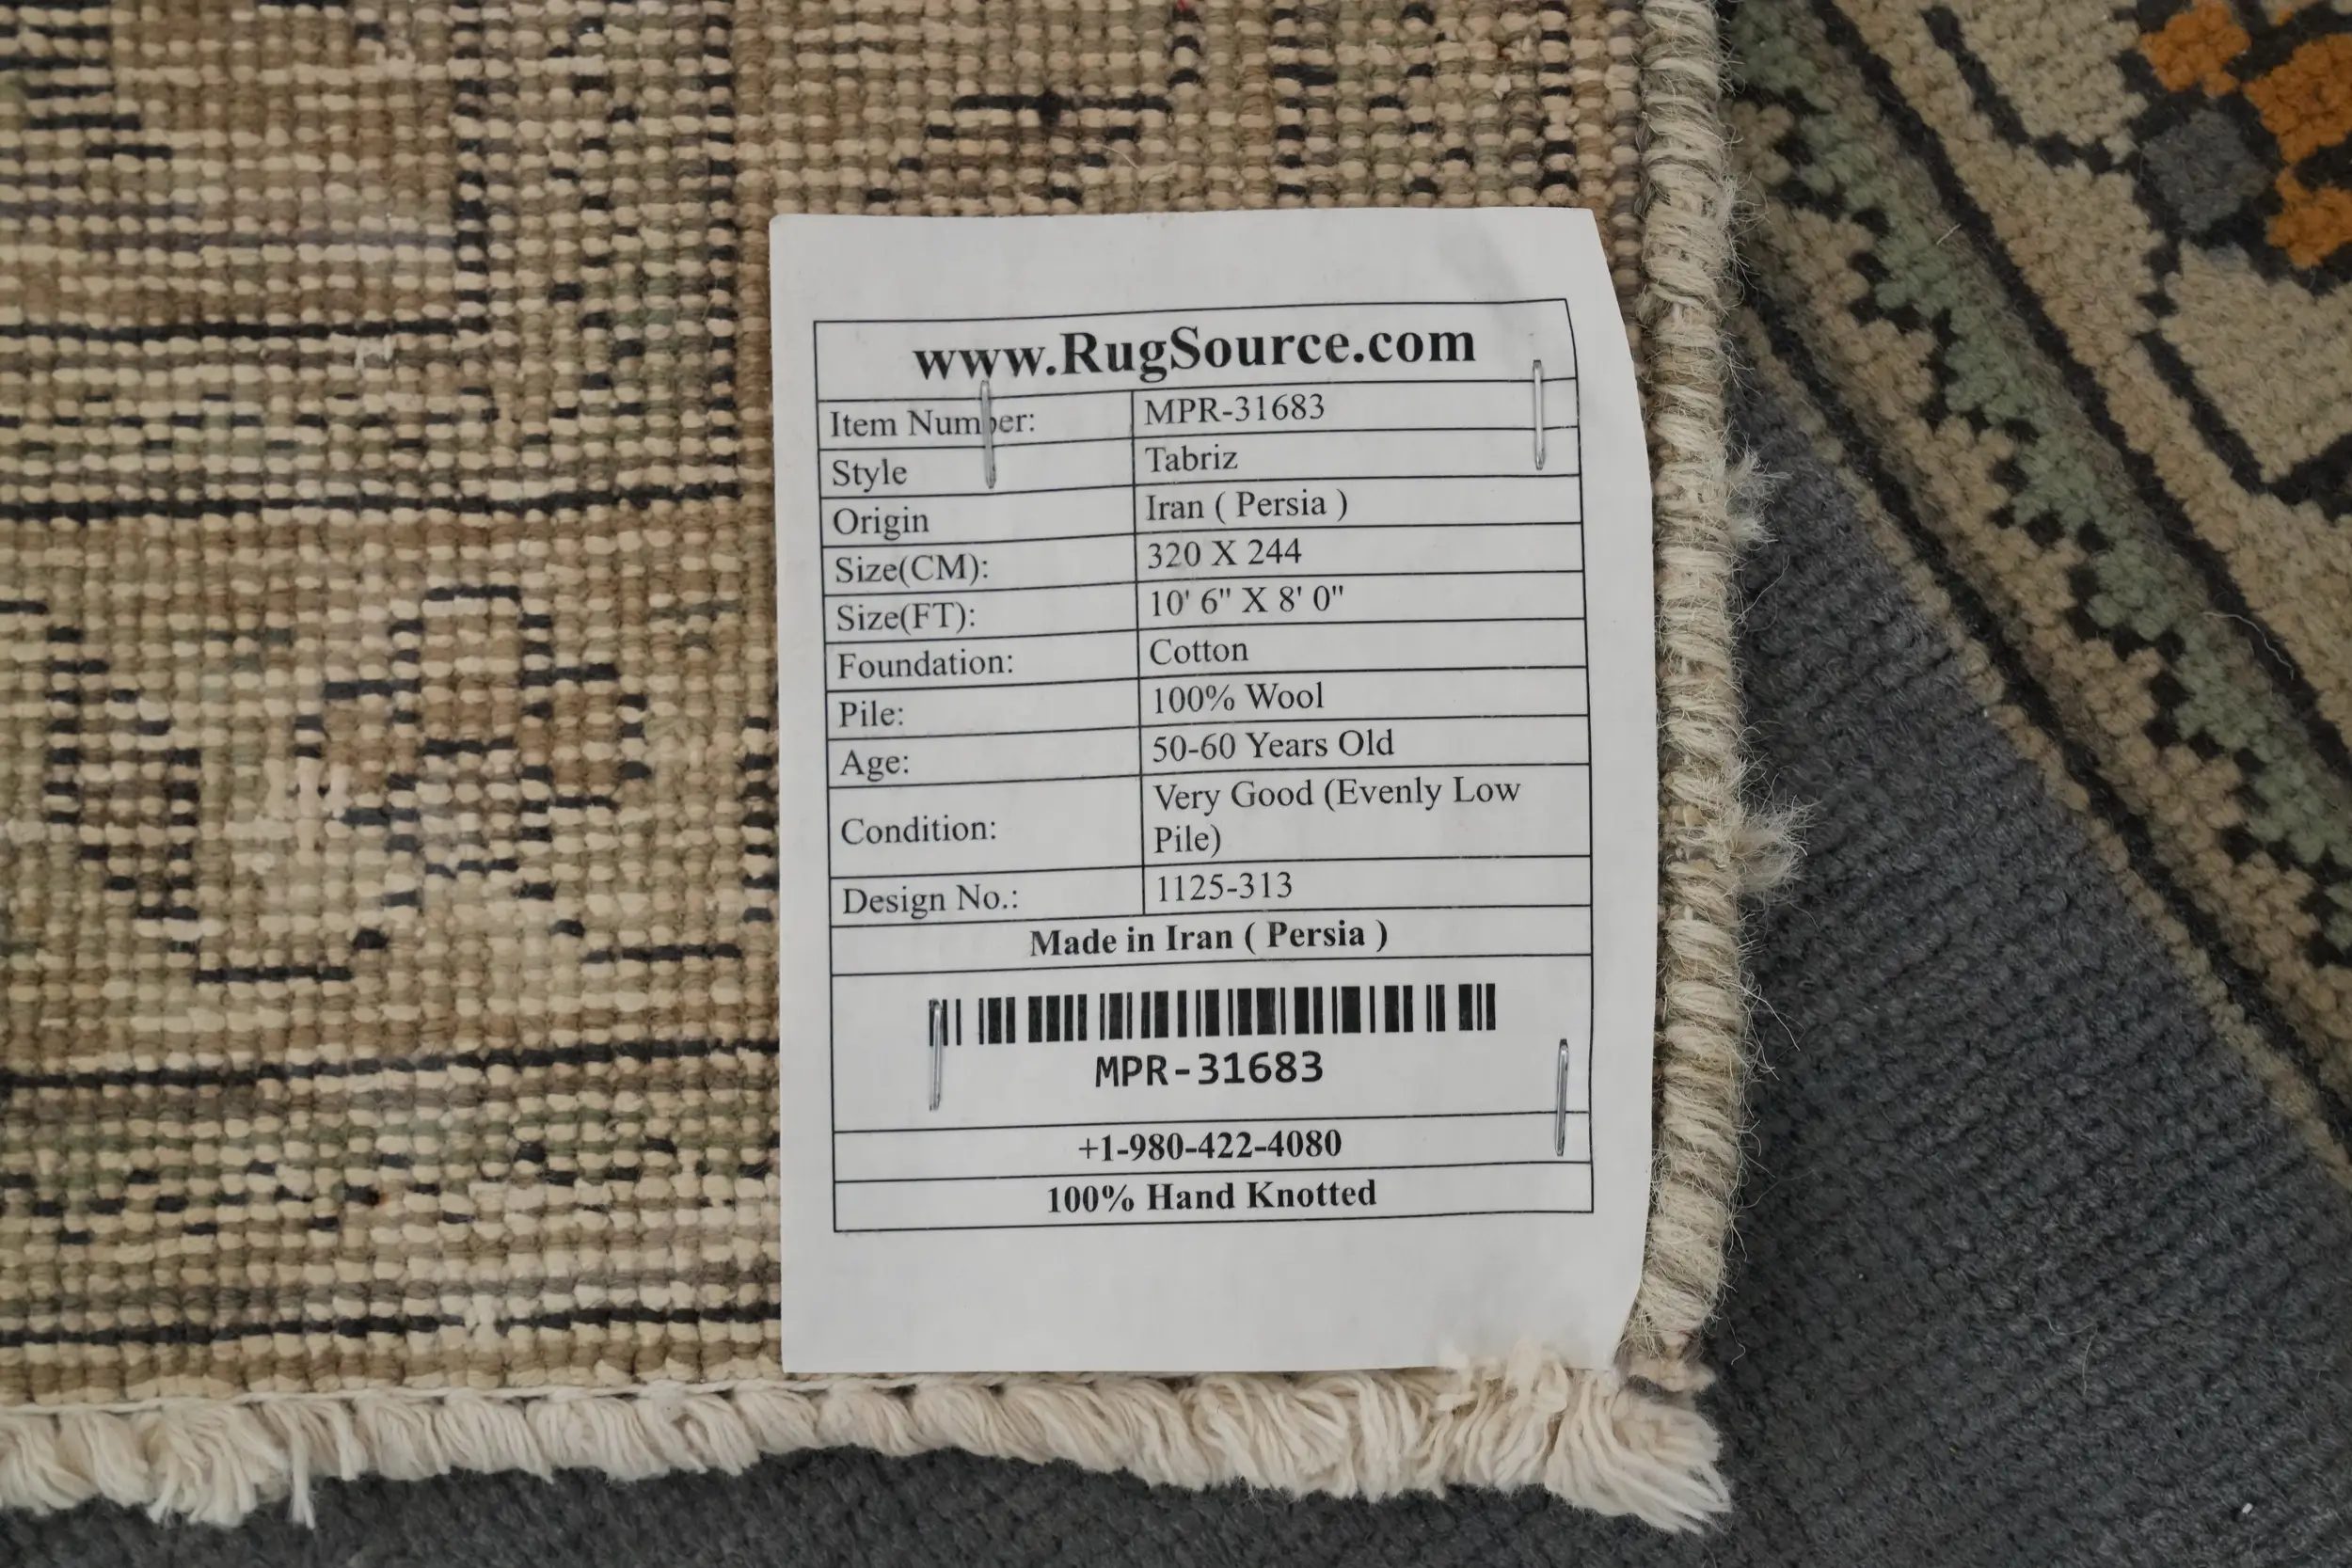 www.RugSource.com
Item Number: MPR-31683
Style Tabriz
Origin Iran ( Persia )
Size(CM): 320 X 244
Size(FT): 10' 6" X 8' 0"
Foundation: Cotton
Pile: 100% Wool
Age: 50-60 Years Old
Condition: Very Good (Evenly Low
Pile)
Design No.: 1125-313
Made in Iran ( Persia )
MPR-31683
+1-980-422-4080
100% Hand Knotted